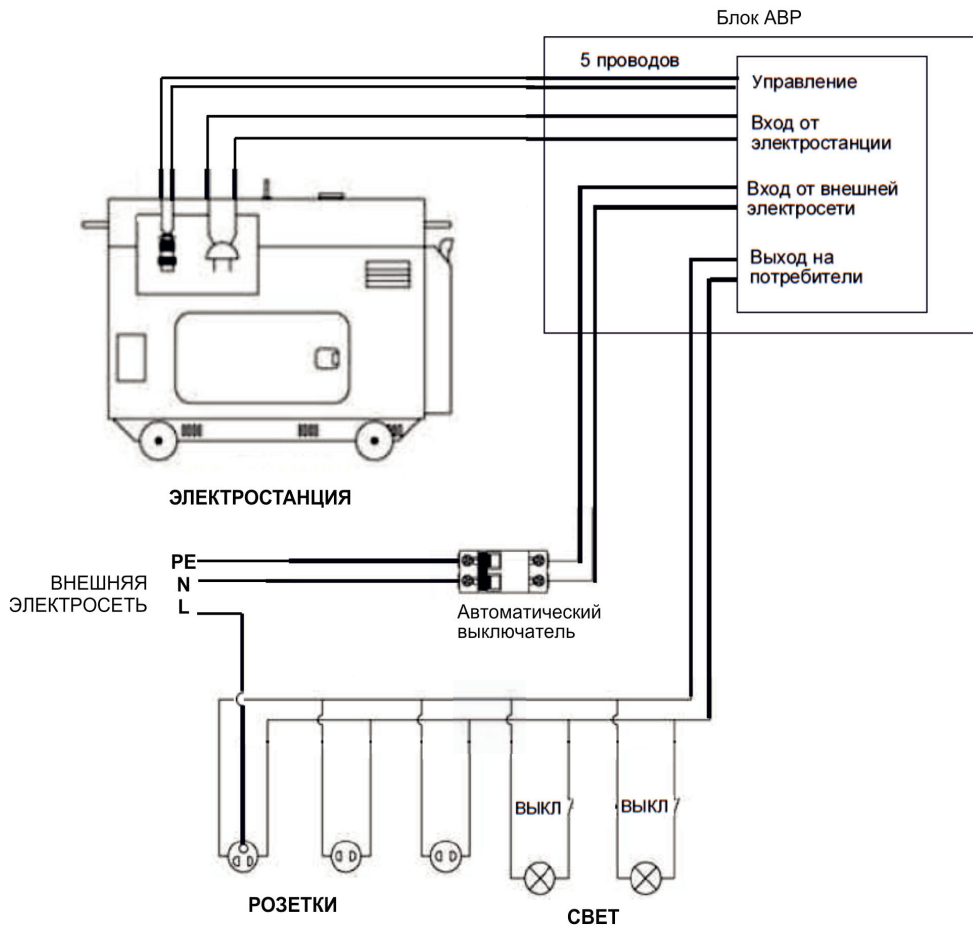 Блок АВР
5 проводов
Управление
Вход от
электростанции
Вход от внешней
электросети
Выход на
потребители
ЭЛЕКТРОСТАНЦИЯ
ВНЕШНЯЯ
ЭЛЕКТРОСЕТЬ
PE
N
L
Автоматический
выключатель
ВЫКЛ
ВЫКЛ
РОЗЕТКИ
СВЕТ